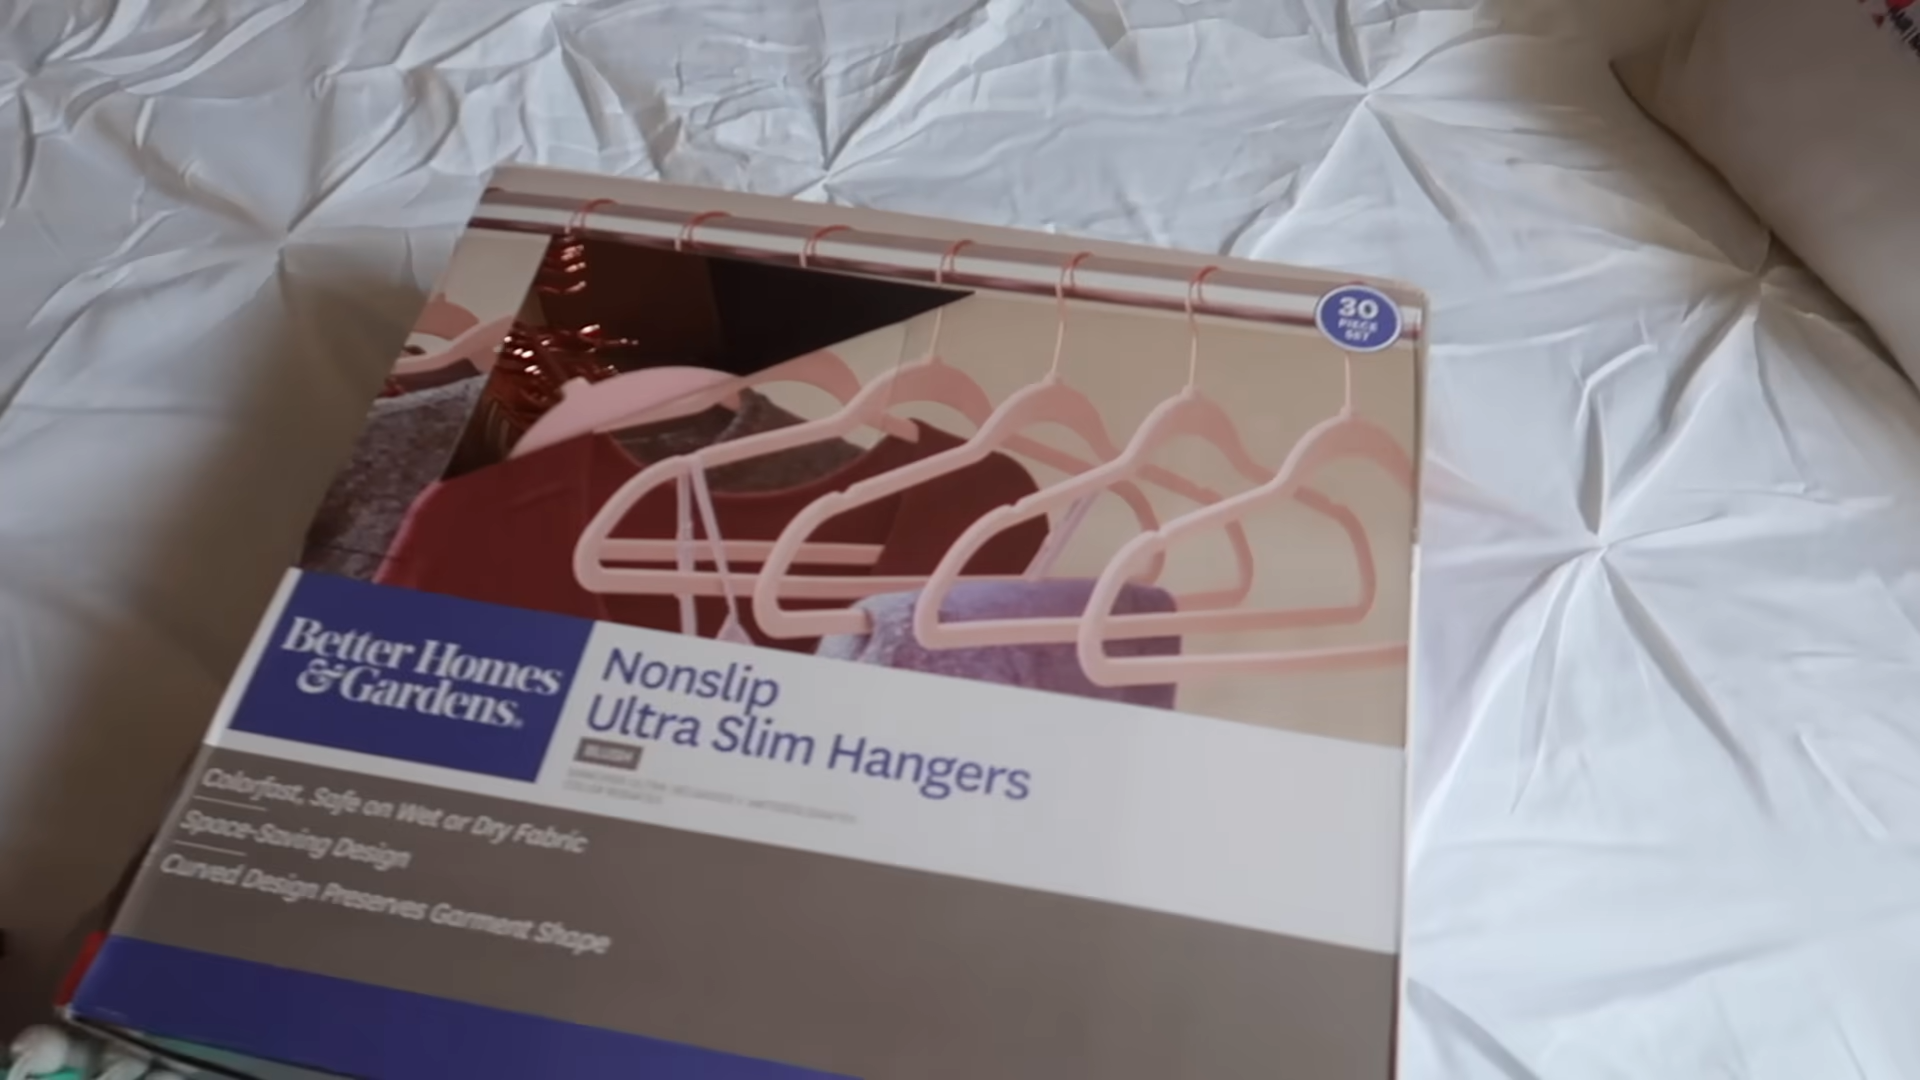 30
PIECE
SET
Better Homes
& Gardens.
Nonslip
Ultra Slim Hangers
BLUSH
Colorfast, Safe on Wet or Dry Fabric
Space-Saving Design
Curved Design Preserves Garment Shape